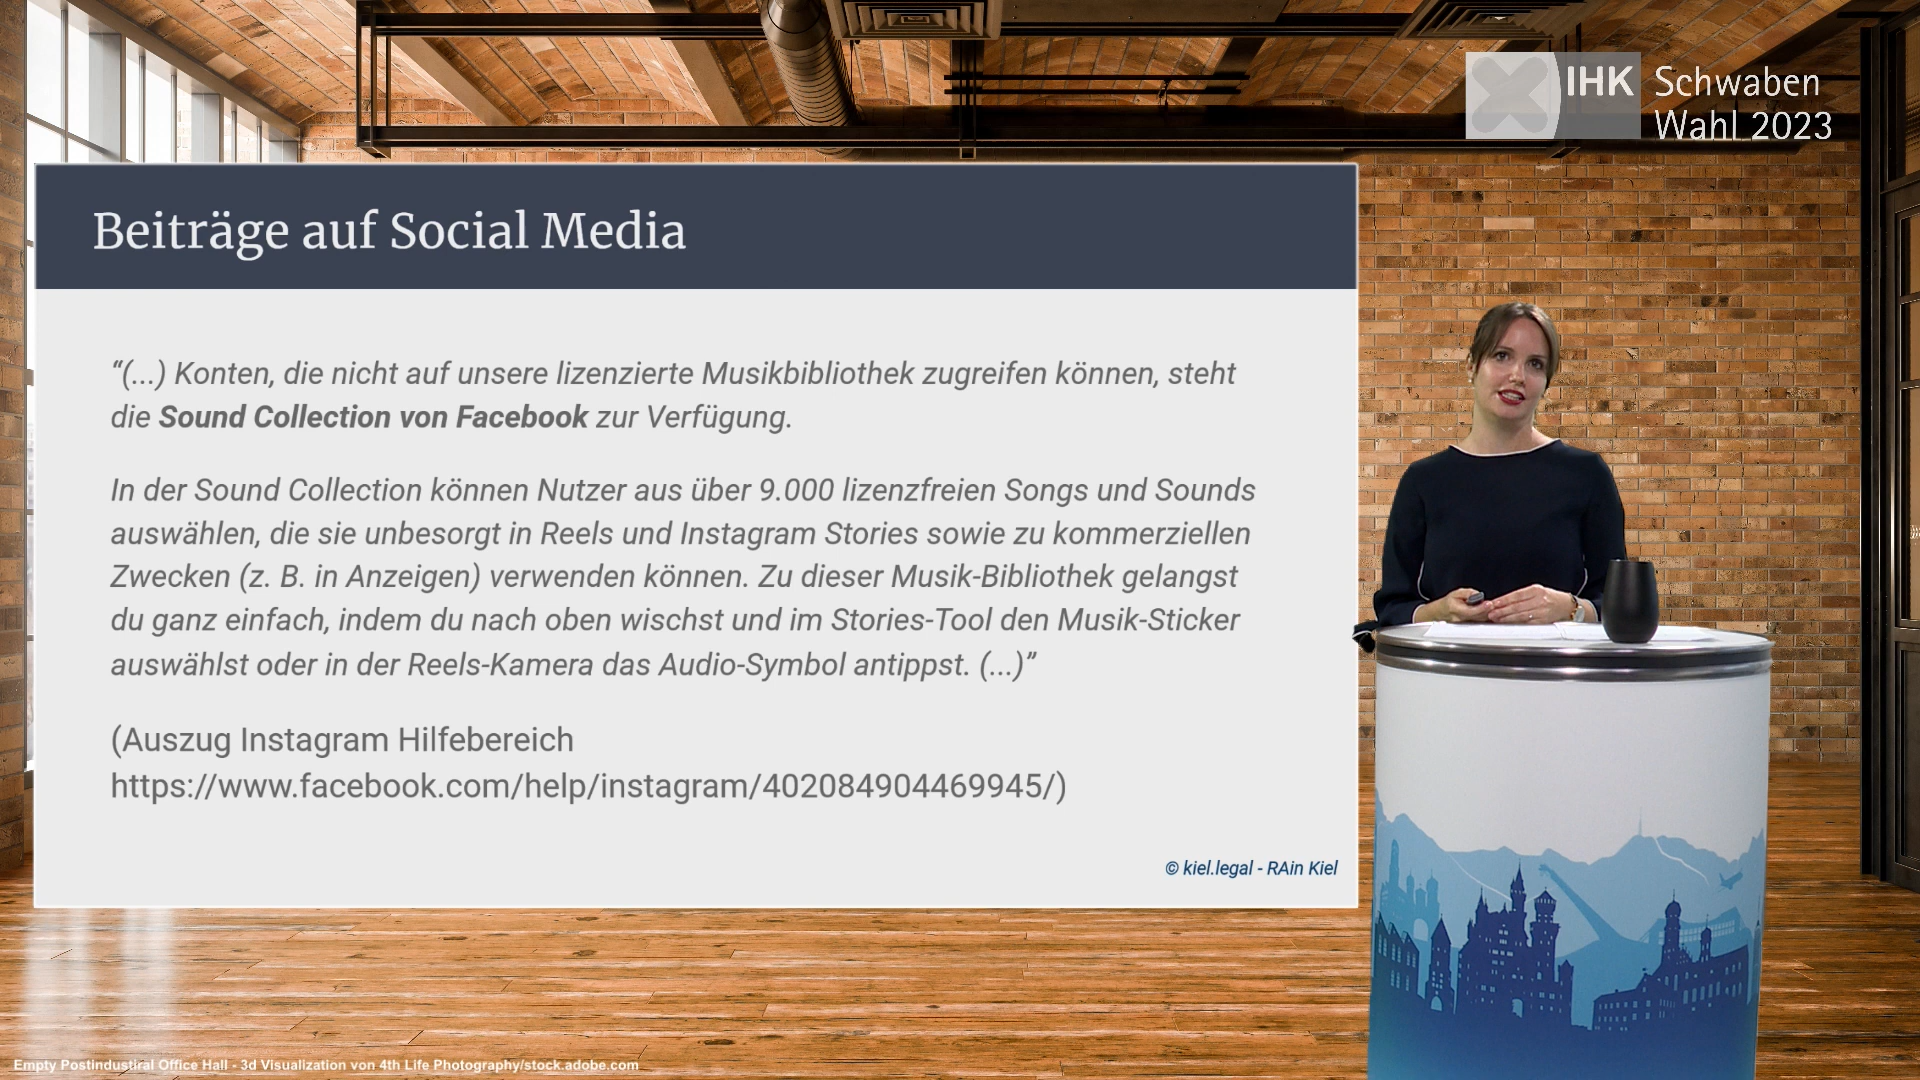 IHK Schwaben
Wahl 2023
Beiträge auf Social Media
“(...) Konten, die nicht auf unsere lizenzierte Musikbibliothek zugreifen können, steht
die Sound Collection von Facebook zur Verfügung.
In der Sound Collection können Nutzer aus über 9.000 lizenzfreien Songs und Sounds
auswählen, die sie unbesorgt in Reels und Instagram Stories sowie zu kommerziellen
Zwecken (z. B. in Anzeigen) verwenden können. Zu dieser Musik-Bibliothek gelangst
du ganz einfach, indem du nach oben wischst und im Stories-Tool den Musik-Sticker
auswählst oder in der Reels-Kamera das Audio-Symbol antippst. (...)”
(Auszug Instagram Hilfebereich
https://www.facebook.com/help/instagram/402084904469945/)
© kiel.legal - RAin Kiel
Empty Postindustiral Office Hall - 3d Visualization von 4th Life Photography/stock.adobe.com